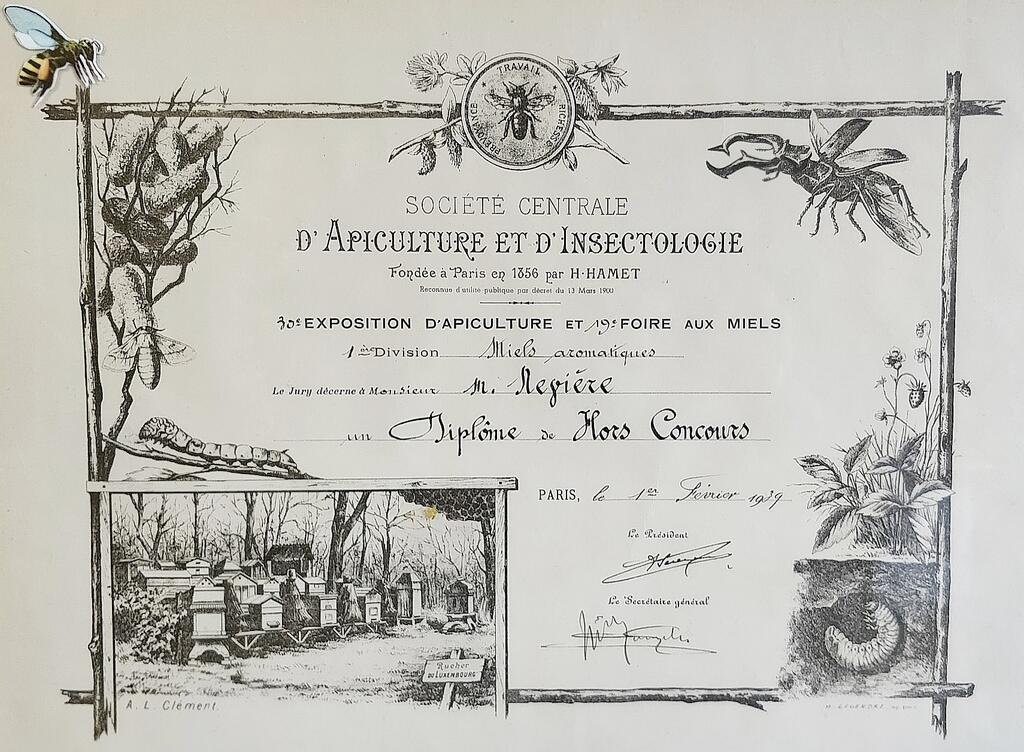 TRAVAIL
RICHESSE
SOCIÉTÉ CENTRALE
D'APICULTURE ET D'INSECTOLOGIE
Fondée à Paris en 1856 par H·HAMET
Reconnue d'utilité publique par décret du 13 Mars 1900
30e EXPOSITION D'APICULTURE ET 19e FOIRE AUX MIELS
1ère Division Miels aromatiques
Le Jury décerne à Monsieur M. Revière
un Diplôme de Hors Concours
PARIS, le 1er Février 1939
Le Président
Le Secrétaire général
Rucher
DU LUXEMBOURG
A. L. Clément.